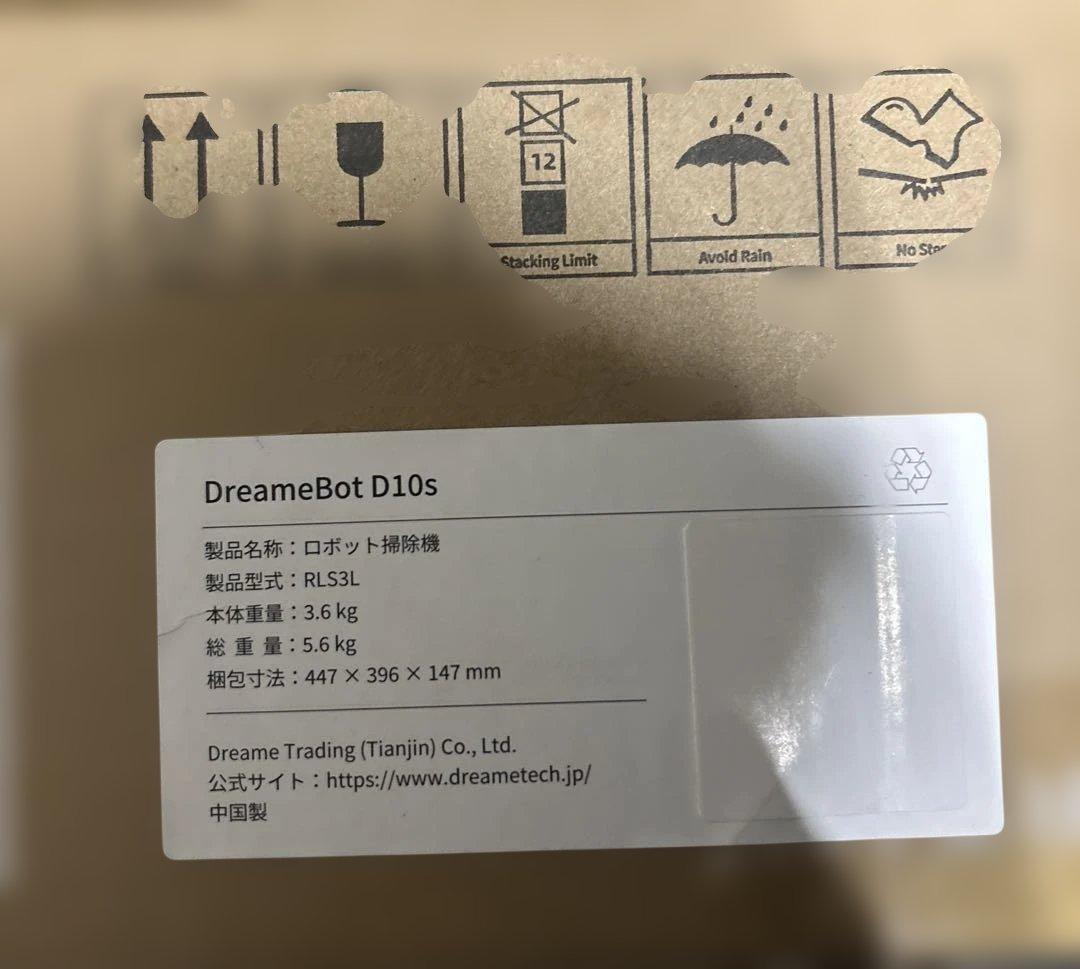 12
Stacking Limit
Avoid Rain
No
DreameBot D10s
製品名称：ロボット掃除機
製品型式：RLS3L
本体重量：3.6 kg
総 重 量：5.6 kg
梱包寸法：447 × 396 × 147 mm
Dreame Trading (Tianjin) Co., Ltd.
公式サイト：https://www.dreametech.jp/
中国製